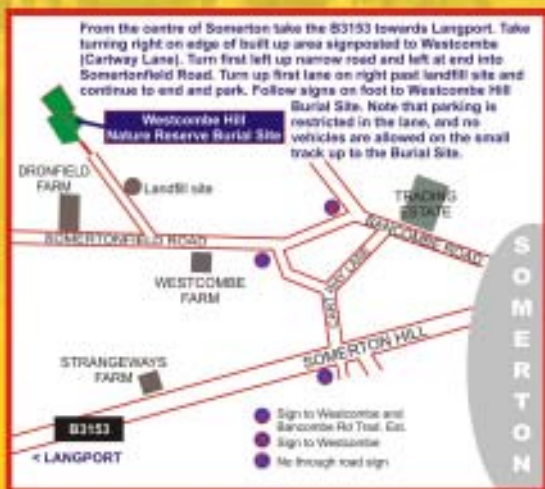 From the centre of Somerton take the B3153 towards Langport. Take
turning right on edge of built up area signposted to Westcombe
(Cartway Lane). Turn first left up narrow road and left at end into
Somertonfield Road. Turn up first lane on right past landfill site and
continue to end and park. Follow signs on foot to Westcombe Hill
Burial Site. Note that parking is
restricted in the lane, and no
vehicles are allowed on the small
track up to the Burial Site.
Westcombe Hill
Nature Reserve Burial Site
DRONFIELD
FARM
Landfill site
TRADING
ESTATE
SOMERTONFIELD ROAD
BANCOMBE ROAD
WESTCOMBE
FARM
CARTWAY LANE
SOMERTON HILL
SOMERTON
STRANGEWAYS
FARM
B3153
< LANGPORT
Sign to Westcombe and
Bancombe Rd Trad. Est.
Sign to Westcombe
No through road sign